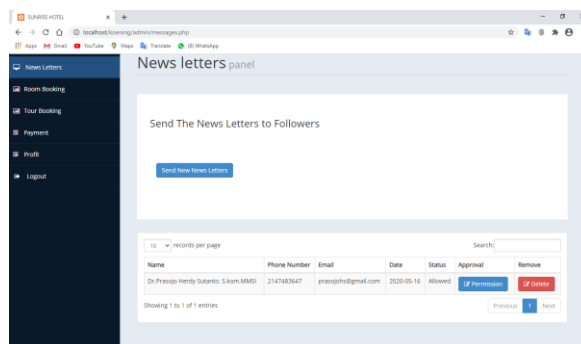 SUNRISE HOTEL
localhost/koening/admin/messages.php
Apps Gmail YouTube Maps Translate (8) WhatsApp
News Letters
Room Booking
Tour Booking
Payment
Profit
Logout
News letters panel
Send The News Letters to Followers
Send New News Letters
10 records per page Search:
Name Phone Number Email Date Status Approval Remove
Dr.Prasojo Herdy Sutanto. S.kom.MMSI 2147483647 prasojohs@gmail.com 2020-05-16 Allowed Permission Delete
Showing 1 to 1 of 1 entries Previous 1 Next